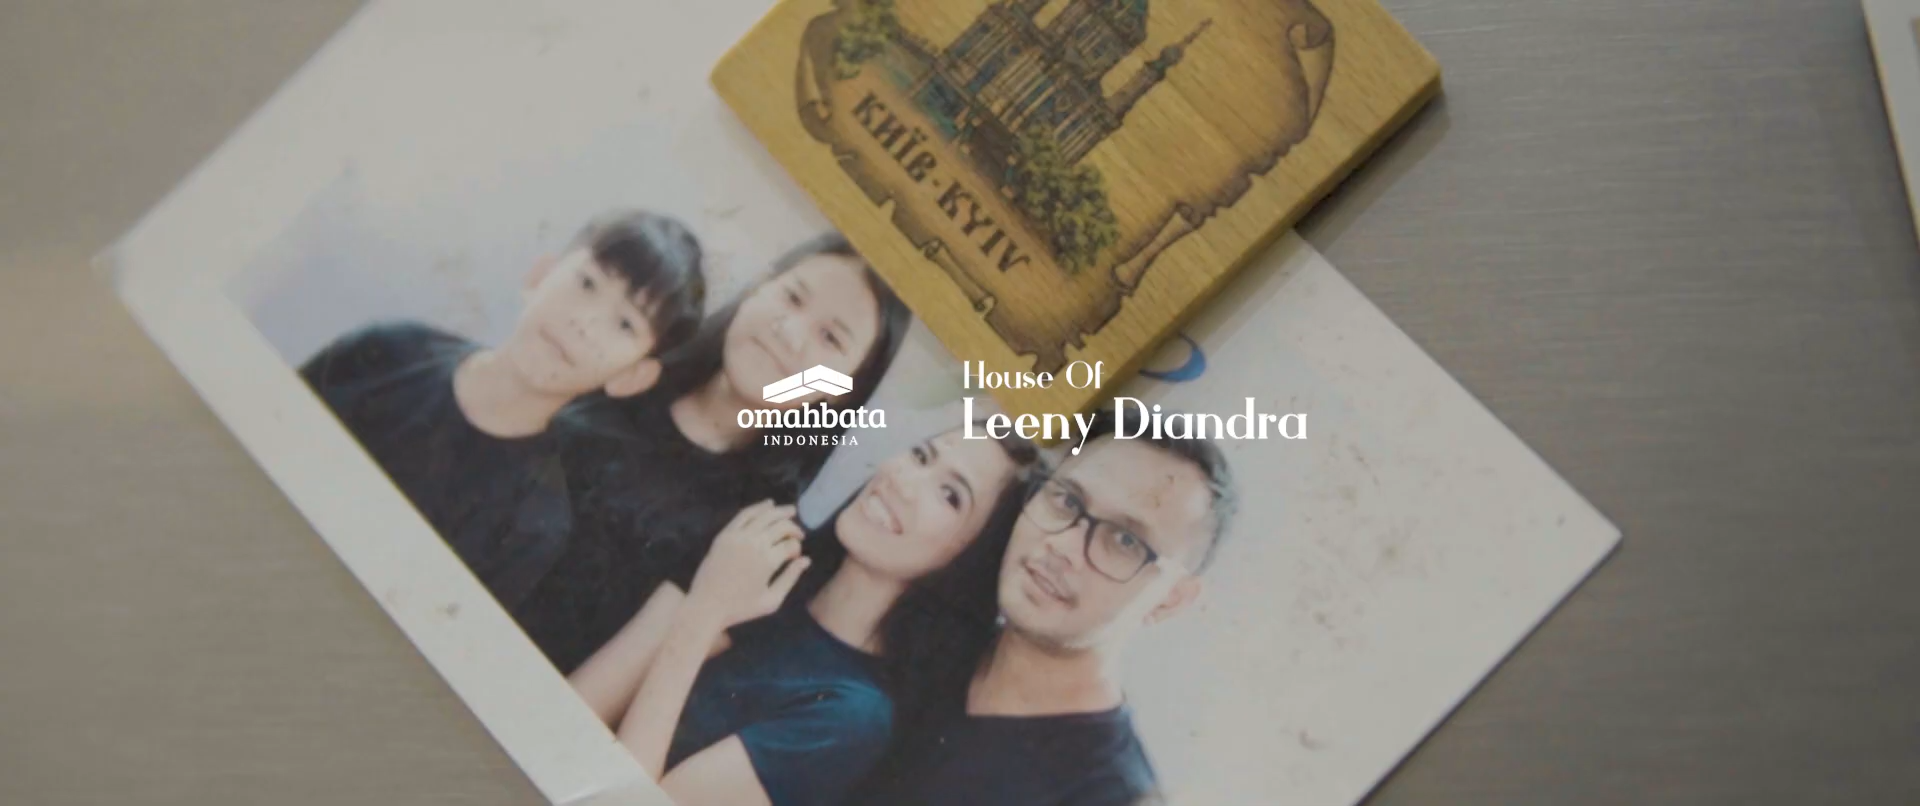 КИЇВ · KYIV
omahbata
INDONESIA
House Of
Leeny Diandra